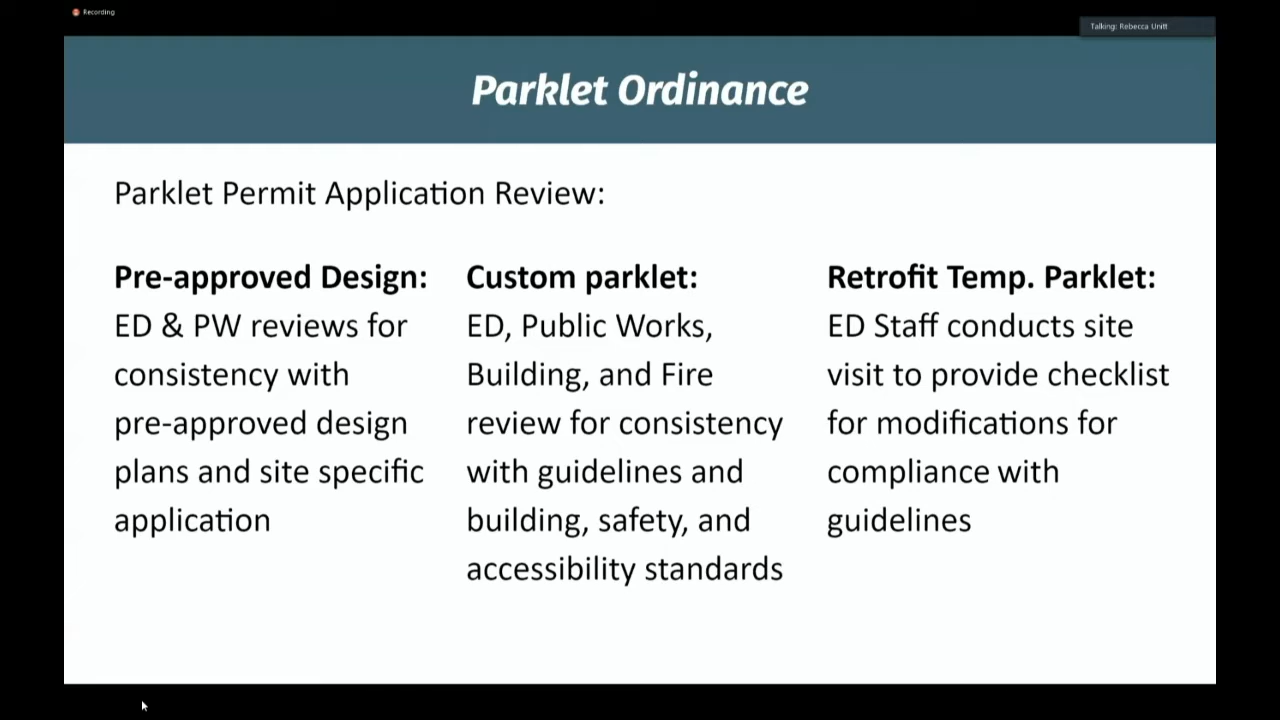 Recording
Talking: Rebecca Unitt
Parklet Ordinance
Parklet Permit Application Review:
Pre-approved Design:
ED & PW reviews for
consistency with
pre-approved design
plans and site specific
application
Custom parklet:
ED, Public Works,
Building, and Fire
review for consistency
with guidelines and
building, safety, and
accessibility standards
Retrofit Temp. Parklet:
ED Staff conducts site
visit to provide checklist
for modifications for
compliance with
guidelines